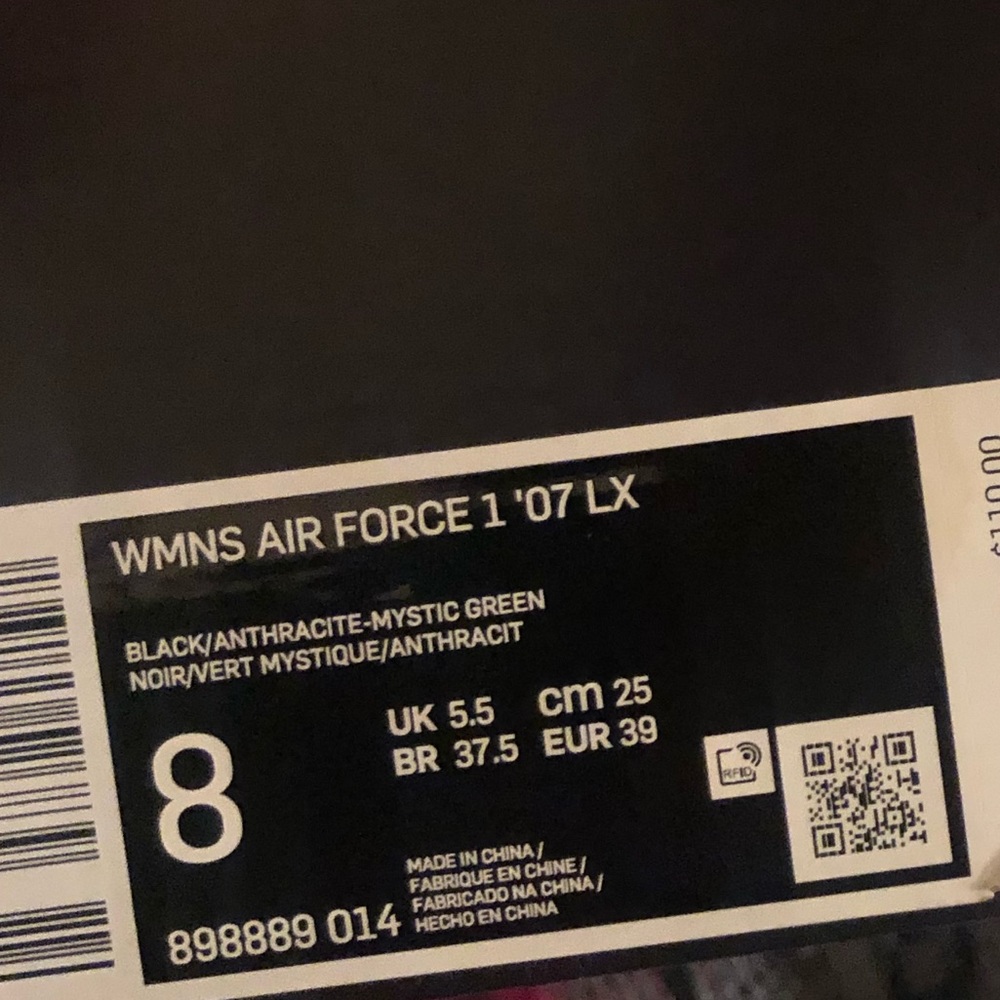 WMNS AIR FORCE 1 '07 LX
BLACK/ANTHRACITE-MYSTIC GREEN
NOIR/VERT MYSTIQUE/ANTHRACIT
8
UK 5.5 cm 25
BR 37.5 EUR 39
RFID
MADE IN CHINA /
FABRIQUE EN CHINE /
FABRICADO NA CHINA /
HECHO EN CHINA
898889 014